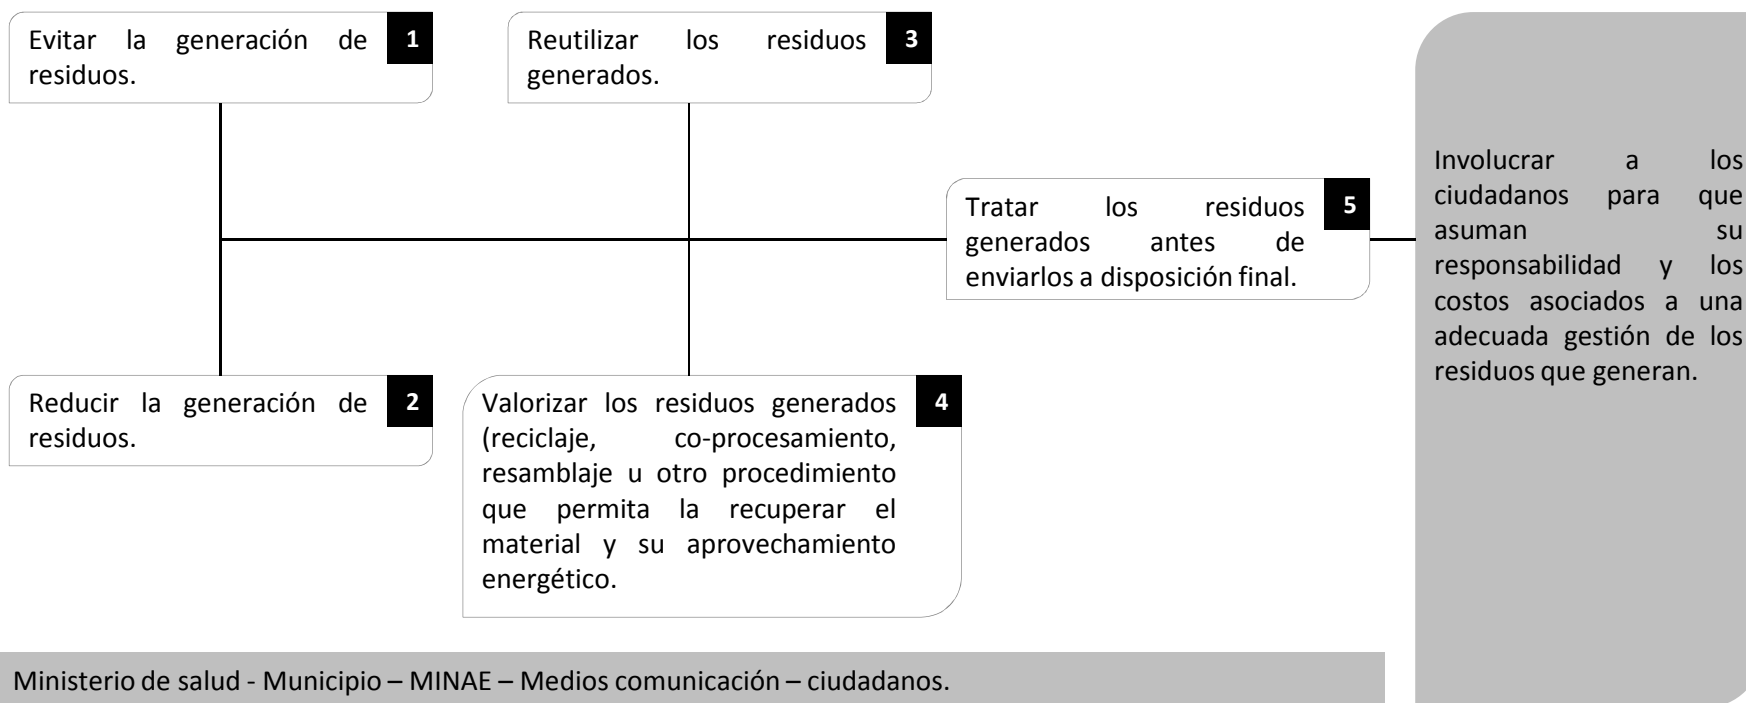 Evitar la generación de
residuos.
1
Reutilizar los residuos
generados.
3
Tratar los residuos
generados antes de
enviarlos a disposición final.
5
Involucrar a los
ciudadanos para que
asuman su
responsabilidad y los
costos asociados a una
adecuada gestión de los
residuos que generan.
Reducir la generación de
residuos.
2
Valorizar los residuos generados
(reciclaje, co-procesamiento,
resamblaje u otro procedimiento
que permita la recuperar el
material y su aprovechamiento
energético.
4
Ministerio de salud - Municipio – MINAE – Medios comunicación – ciudadanos.